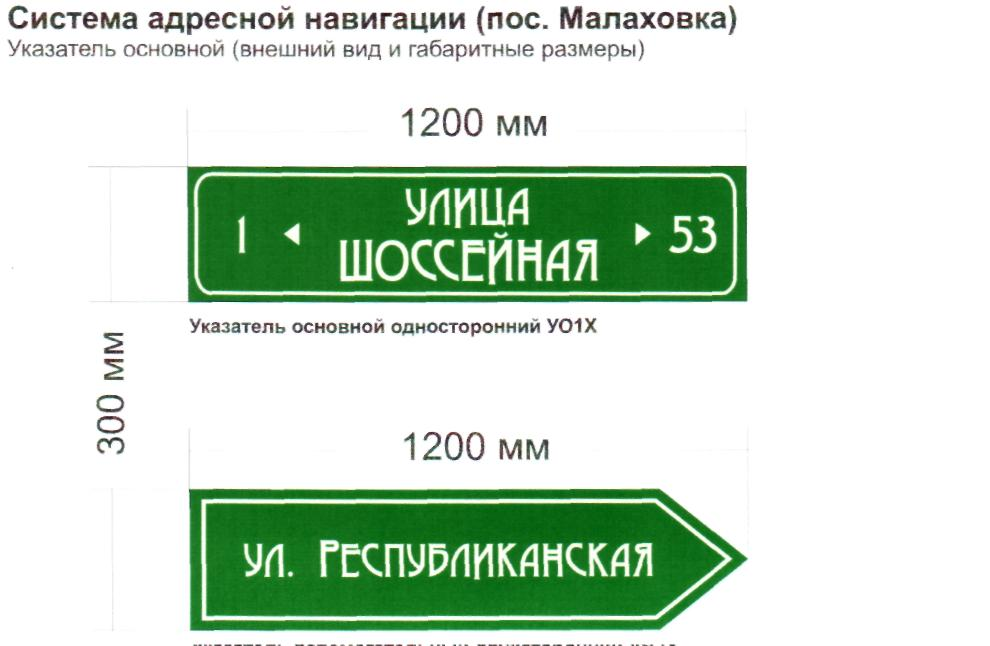 Система адресной навигации (пос. Малаховка)
Указатель основной (внешний вид и габаритные размеры)
1200 мм
УЛИЦА
1 ◄ ► 53
ШОССЕЙНАЯ
Указатель основной односторонний УО1Х
300 мм
1200 мм
УЛ. РЕСПУБЛИКАНСКАЯ